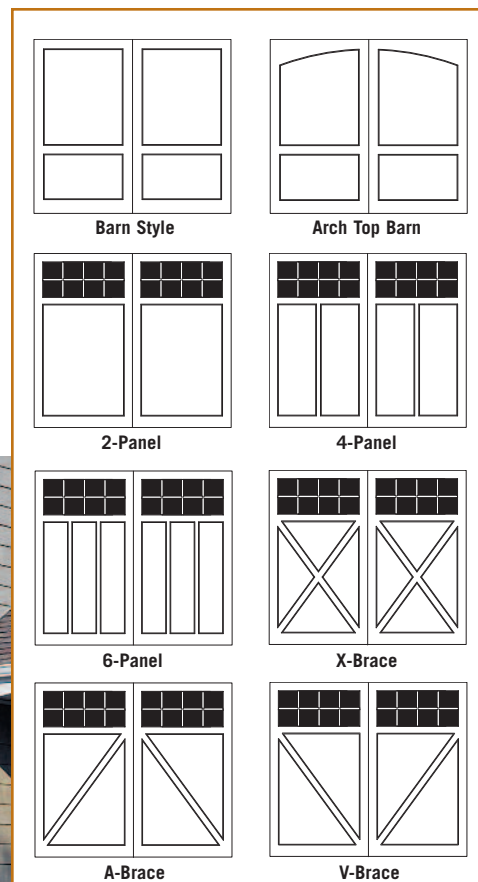 Barn Style
Arch Top Barn
2-Panel
4-Panel
6-Panel
X-Brace
A-Brace
V-Brace